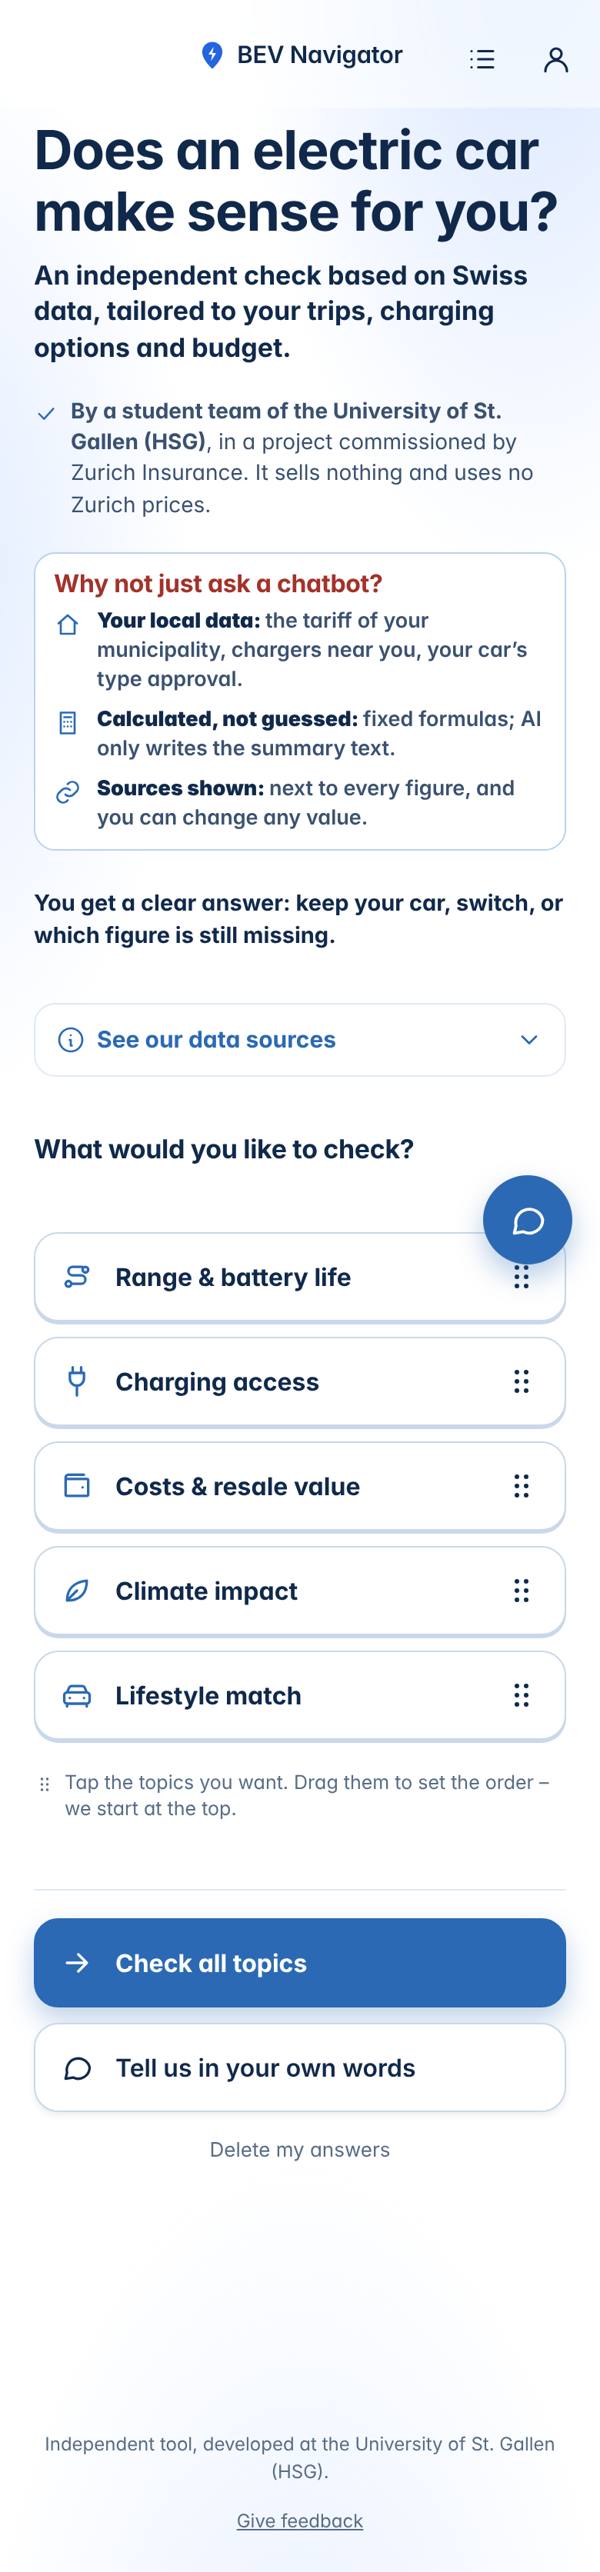 BEV Navigator
Does an electric car
make sense for you?
An independent check based on Swiss
data, tailored to your trips, charging
options and budget.
By a student team of the University of St.
Gallen (HSG), in a project commissioned by
Zurich Insurance. It sells nothing and uses no
Zurich prices.
Why not just ask a chatbot?
Your local data: the tariff of your
municipality, chargers near you, your car’s
type approval.
Calculated, not guessed: fixed formulas; AI
only writes the summary text.
Sources shown: next to every figure, and
you can change any value.
You get a clear answer: keep your car, switch, or
which figure is still missing.
See our data sources
What would you like to check?
Range & battery life
Charging access
Costs & resale value
Climate impact
Lifestyle match
Tap the topics you want. Drag them to set the order –
we start at the top.
Check all topics
Tell us in your own words
Delete my answers
Independent tool, developed at the University of St. Gallen
(HSG).
Give feedback